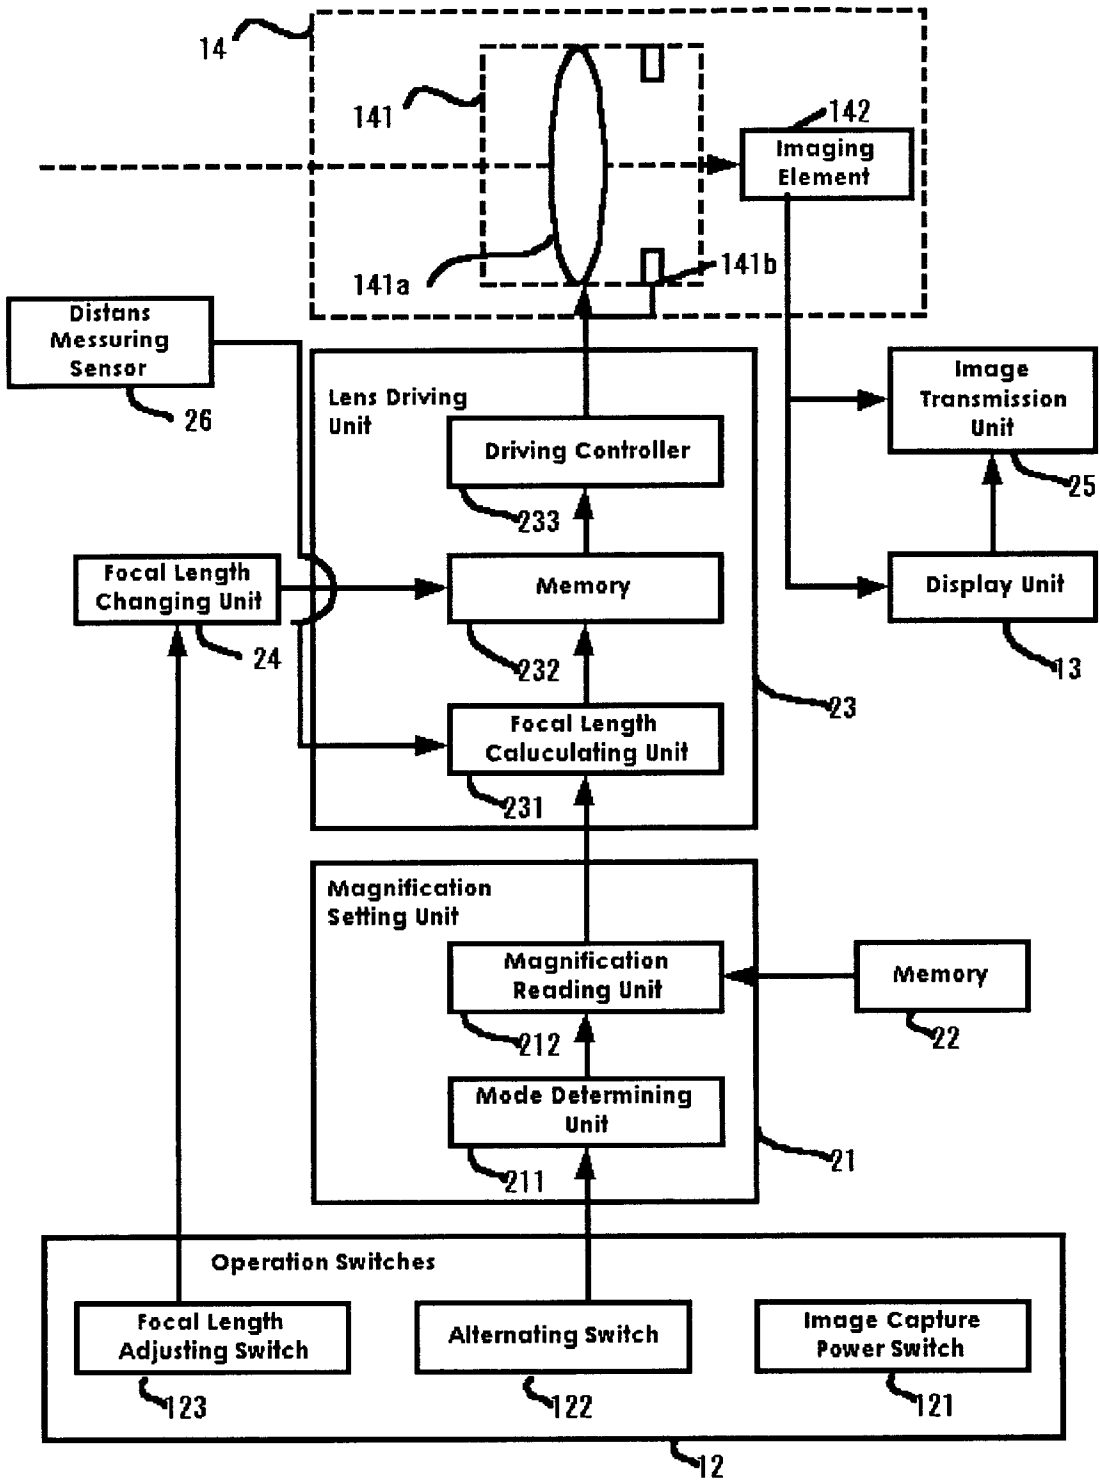 14
141
142
Imaging
Element
141a
141b
Distans
Messuring
Sensor
26
Lens Driving
Unit
Image
Transmission
Unit
25
Driving Controller
233
Focal Length
Changing Unit
24
Memory
232
Display Unit
13
23
Focal Length
Caluculating Unit
231
Magnification
Setting Unit
Magnification
Reading Unit
212
Memory
22
Mode Determining
Unit
211
21
Operation Switches
Focal Length
Adjusting Switch
123
Alternating Switch
122
Image Capture
Power Switch
121
12